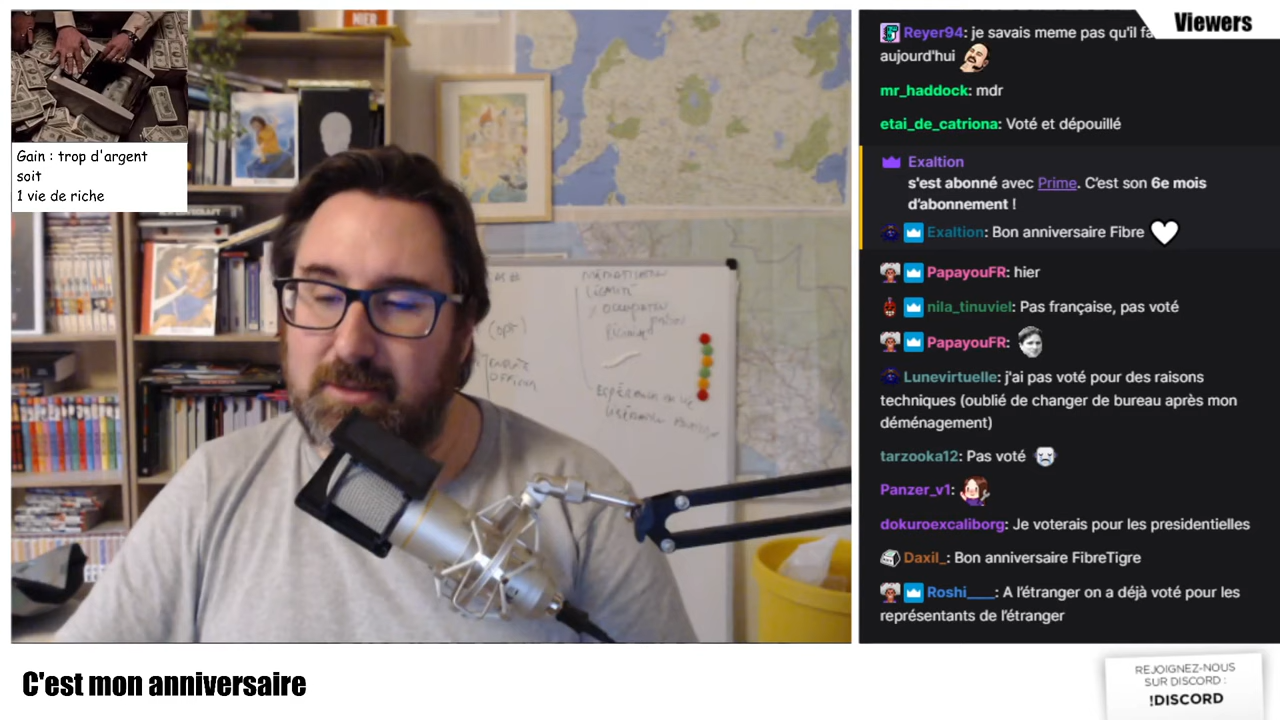 NIER
Gain : trop d'argent
soit
1 vie de riche
Viewers
Reyer94: je savais meme pas qu'il fa
aujourd'hui
mr_haddock: mdr
etai_de_catriona: Voté et dépouillé
Exaltion
s'est abonné avec Prime. C'est son 6e mois
d'abonnement !
Exaltion: Bon anniversaire Fibre
PapayouFR: hier
nila_tinuviel: Pas française, pas voté
PapayouFR:
Lunevirtuelle: j'ai pas voté pour des raisons
techniques (oublié de changer de bureau après mon
déménagement)
tarzooka12: Pas voté
Panzer_v1:
dokuroexcaliborg: Je voterais pour les presidentielles
Daxil_: Bon anniversaire FibreTigre
Roshi____: A l'étranger on a déjà voté pour les
représentants de l'étranger
C'est mon anniversaire
REJOIGNEZ-NOUS
SUR DISCORD :
!DISCORD